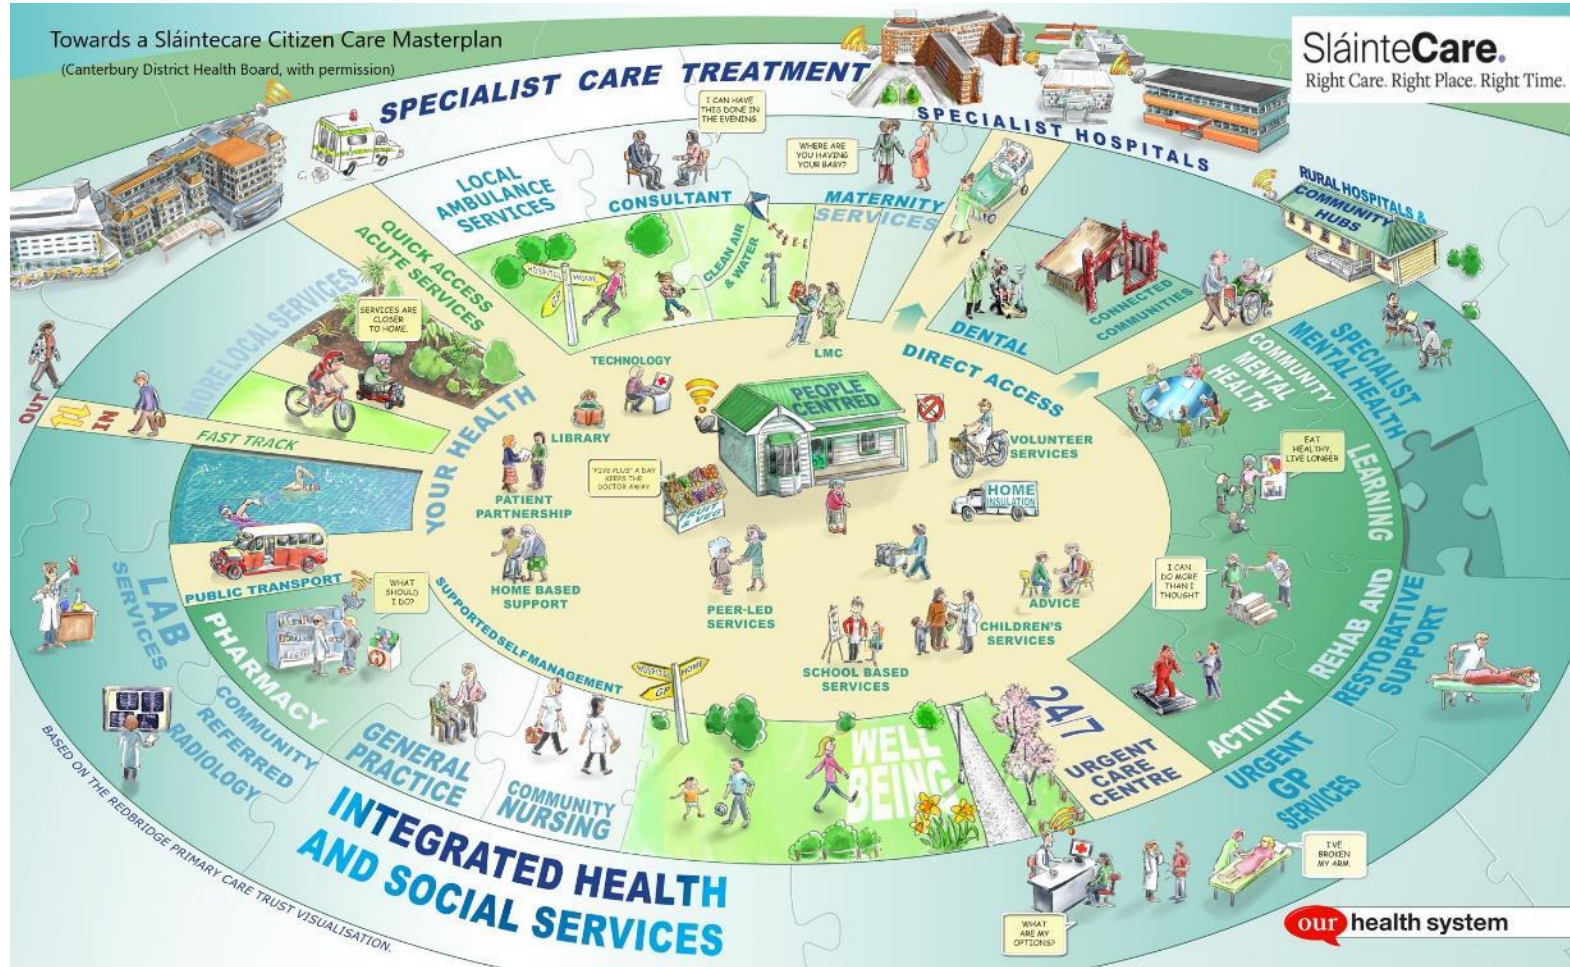 Towards a Sláintecare Citizen Care Masterplan
(Canterbury District Health Board, with permission)
SláinteCare.
Right Care. Right Place. Right Time.
SPECIALIST CARE TREATMENT
SPECIALIST HOSPITALS
RURAL HOSPITALS &
COMMUNITY
HUBS
I CAN HAVE
THIS DONE IN
THE EVENING.
WHERE ARE
YOU HAVING
YOUR BABY?
LOCAL
AMBULANCE
SERVICES
CONSULTANT
MATERNITY
SERVICES
QUICK ACCESS
ACUTE SERVICES
HOSPITAL
HOME
GP
CLEAN AIR
& WATER
DENTAL
CONNECTED
COMMUNITIES
MORE LOCAL SERVICES
SERVICES ARE
CLOSER
TO HOME.
OUT
IN
FAST TRACK
TECHNOLOGY
LMC
DIRECT ACCESS
COMMUNITY
MENTAL
HEALTH
SPECIALIST
MENTAL HEALTH
YOUR HEALTH
LIBRARY
PEOPLE
CENTRED
VOLUNTEER
SERVICES
EAT
HEALTHY,
LIVE LONGER
LEARNING
PATIENT
PARTNERSHIP
"FIVE PLUS" A DAY
KEEPS THE
DOCTOR AWAY
FRUIT
& VEG
HOME
INSULATION
PUBLIC TRANSPORT
WHAT
SHOULD
I DO?
HOME BASED
SUPPORT
PEER-LED
SERVICES
ADVICE
CHILDREN'S
SERVICES
SCHOOL BASED
SERVICES
I CAN
DO MORE
THAN I
THOUGHT
REHAB AND
RESTORATIVE
SUPPORT
LAB
SERVICES
PHARMACY
SUPPORTED SELF MANAGEMENT
HOSPITAL
HOME
GP
COMMUNITY
REFERRED
RADIOLOGY
GENERAL
PRACTICE
COMMUNITY
NURSING
WELL
BEING
24/7
URGENT
CARE
CENTRE
ACTIVITY
URGENT
GP
SERVICES
INTEGRATED HEALTH
AND SOCIAL SERVICES
I'VE
BROKEN
MY ARM.
WHAT
ARE MY
OPTIONS?
BASED ON THE REDBRIDGE PRIMARY CARE TRUST VISUALISATION.
our health system